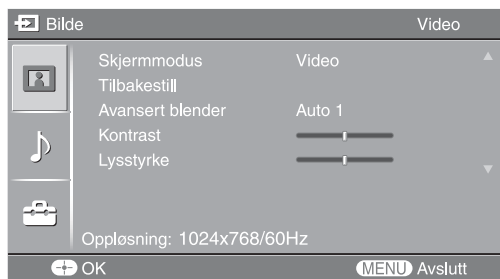 Bilde Video
Skjermmodus Video
Tilbakestill
Avansert blender Auto 1
Kontrast
Lysstyrke
Oppløsning: 1024x768/60Hz
OK MENU Avslutt